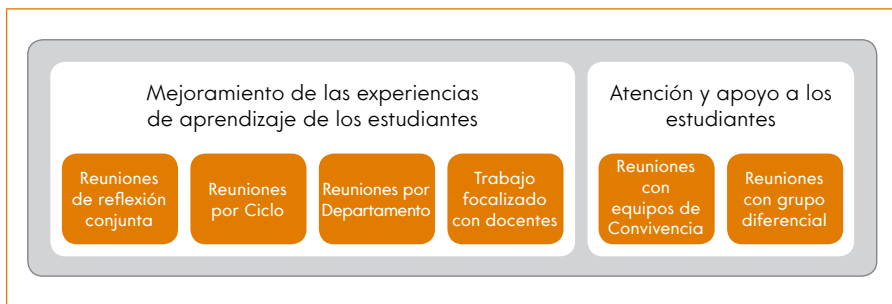 Mejoramiento de las experiencias
de aprendizaje de los estudiantes
Reuniones
de reflexión
conjunta
Reuniones
por Ciclo
Reuniones por
Departamento
Trabajo
focalizado
con docentes
Atención y apoyo a los
estudiantes
Reuniones
con
equipos de
Convivencia
Reuniones
con grupo
diferencial